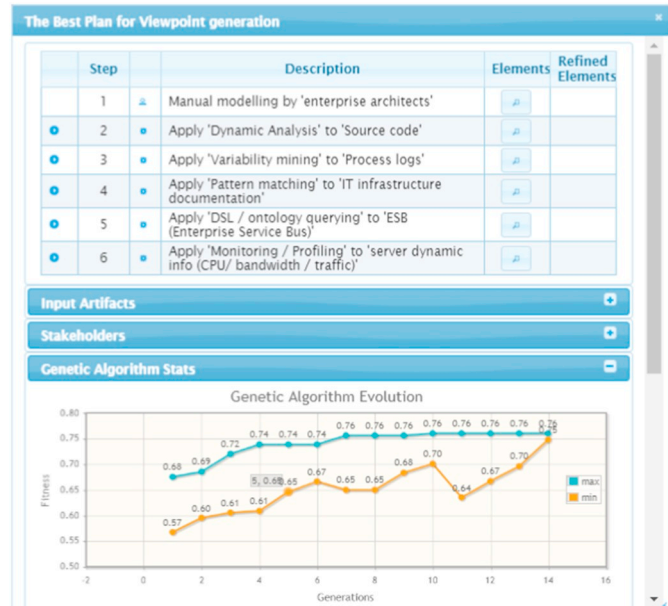 The Best Plan for Viewpoint generation
Step Description Elements Refined
Elements
1 Manual modelling by 'enterprise architects'
2 Apply 'Dynamic Analysis' to 'Source code'
3 Apply 'Variability mining' to 'Process logs'
4 Apply 'Pattern matching' to 'IT infrastructure
documentation'
5 Apply 'DSL / ontology querying' to 'ESB
(Enterprise Service Bus)'
6 Apply 'Monitoring / Profiling' to 'server dynamic
info (CPU/ bandwidth / traffic)'
Input Artifacts
Stakeholders
Genetic Algorithm Stats
Genetic Algorithm Evolution
Fitness
0.80
0.75
0.70
0.65
0.60
0.55
0.50
0.68 0.69 0.72 0.74 0.74 0.74 0.76 0.76 0.76 0.76 0.76 0.76 0.76 0.76
0.57 0.60 0.61 0.61 0.65 0.67 0.65 0.65 0.68 0.70 0.64 0.67 0.70 0.75
max
min
-2 0 2 4 6 8 10 12 14 16
Generations